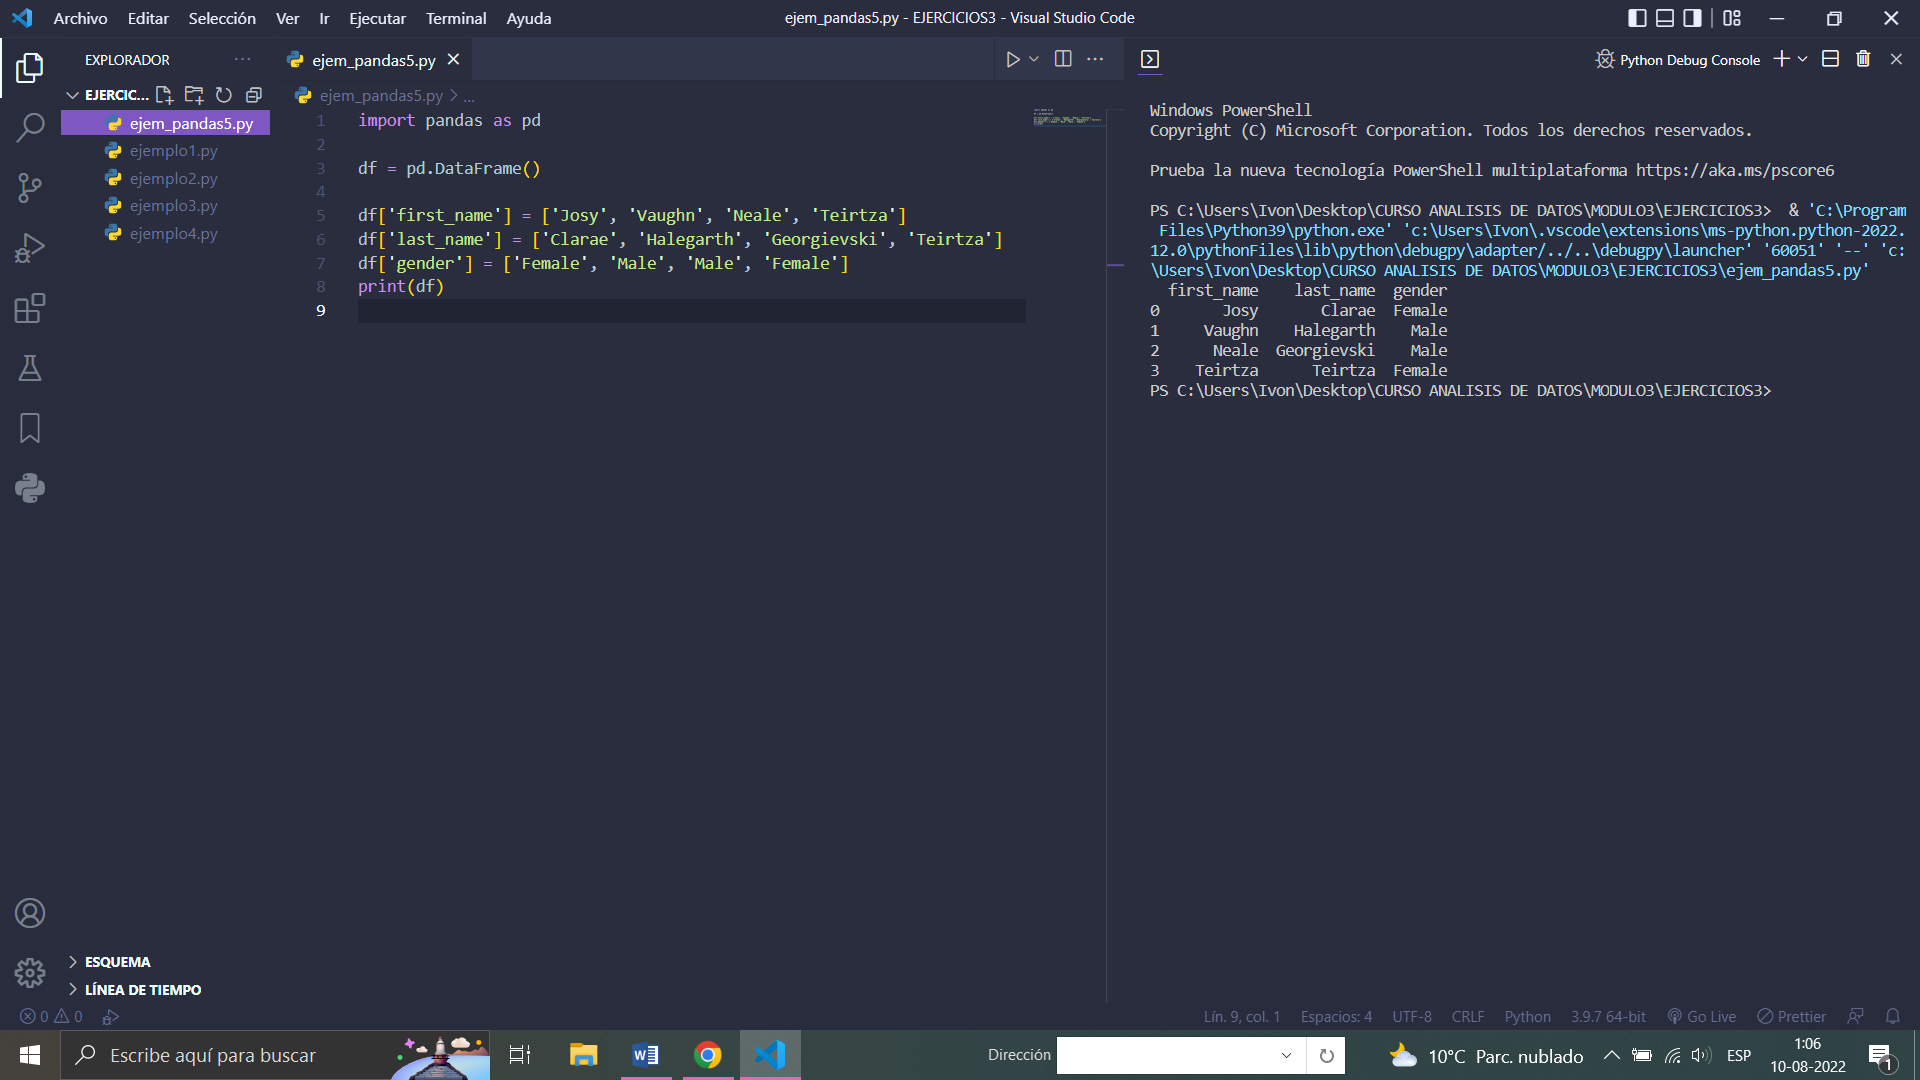 Archivo Editar Selección Ver Ir Ejecutar Terminal Ayuda
ejem_pandas5.py - EJERCICIOS3 - Visual Studio Code
EXPLORADOR
EJERCIC...
ejem_pandas5.py
ejemplo1.py
ejemplo2.py
ejemplo3.py
ejemplo4.py
ESQUEMA
LÍNEA DE TIEMPO
ejem_pandas5.py
ejem_pandas5.py > ...
1 import pandas as pd
2
3 df = pd.DataFrame()
4
5 df['first_name'] = ['Josy', 'Vaughn', 'Neale', 'Teirtza']
6 df['last_name'] = ['Clarae', 'Halegarth', 'Georgievski', 'Teirtza']
7 df['gender'] = ['Female', 'Male', 'Male', 'Female']
8 print(df)
9
Python Debug Console
Windows PowerShell
Copyright (C) Microsoft Corporation. Todos los derechos reservados.
Prueba la nueva tecnología PowerShell multiplataforma https://aka.ms/pscore6
PS C:\Users\Ivon\Desktop\CURSO ANALISIS DE DATOS\MODULO3\EJERCICIOS3> & 'C:\Program
Files\Python39\python.exe' 'c:\Users\Ivon\.vscode\extensions\ms-python.python-2022.
12.0\pythonFiles\lib\python\debugpy\adapter/../..\debugpy\launcher' '60051' '--' 'c:
\Users\Ivon\Desktop\CURSO ANALISIS DE DATOS\MODULO3\EJERCICIOS3\ejem_pandas5.py'
first_name last_name gender
0 Josy Clarae Female
1 Vaughn Halegarth Male
2 Neale Georgievski Male
3 Teirtza Teirtza Female
PS C:\Users\Ivon\Desktop\CURSO ANALISIS DE DATOS\MODULO3\EJERCICIOS3>
0 0
Lín. 9, col. 1 Espacios: 4 UTF-8 CRLF Python 3.9.7 64-bit Go Live Prettier
Escribe aquí para buscar
Dirección
10°C Parc. nublado
ESP
1:06
10-08-2022
1